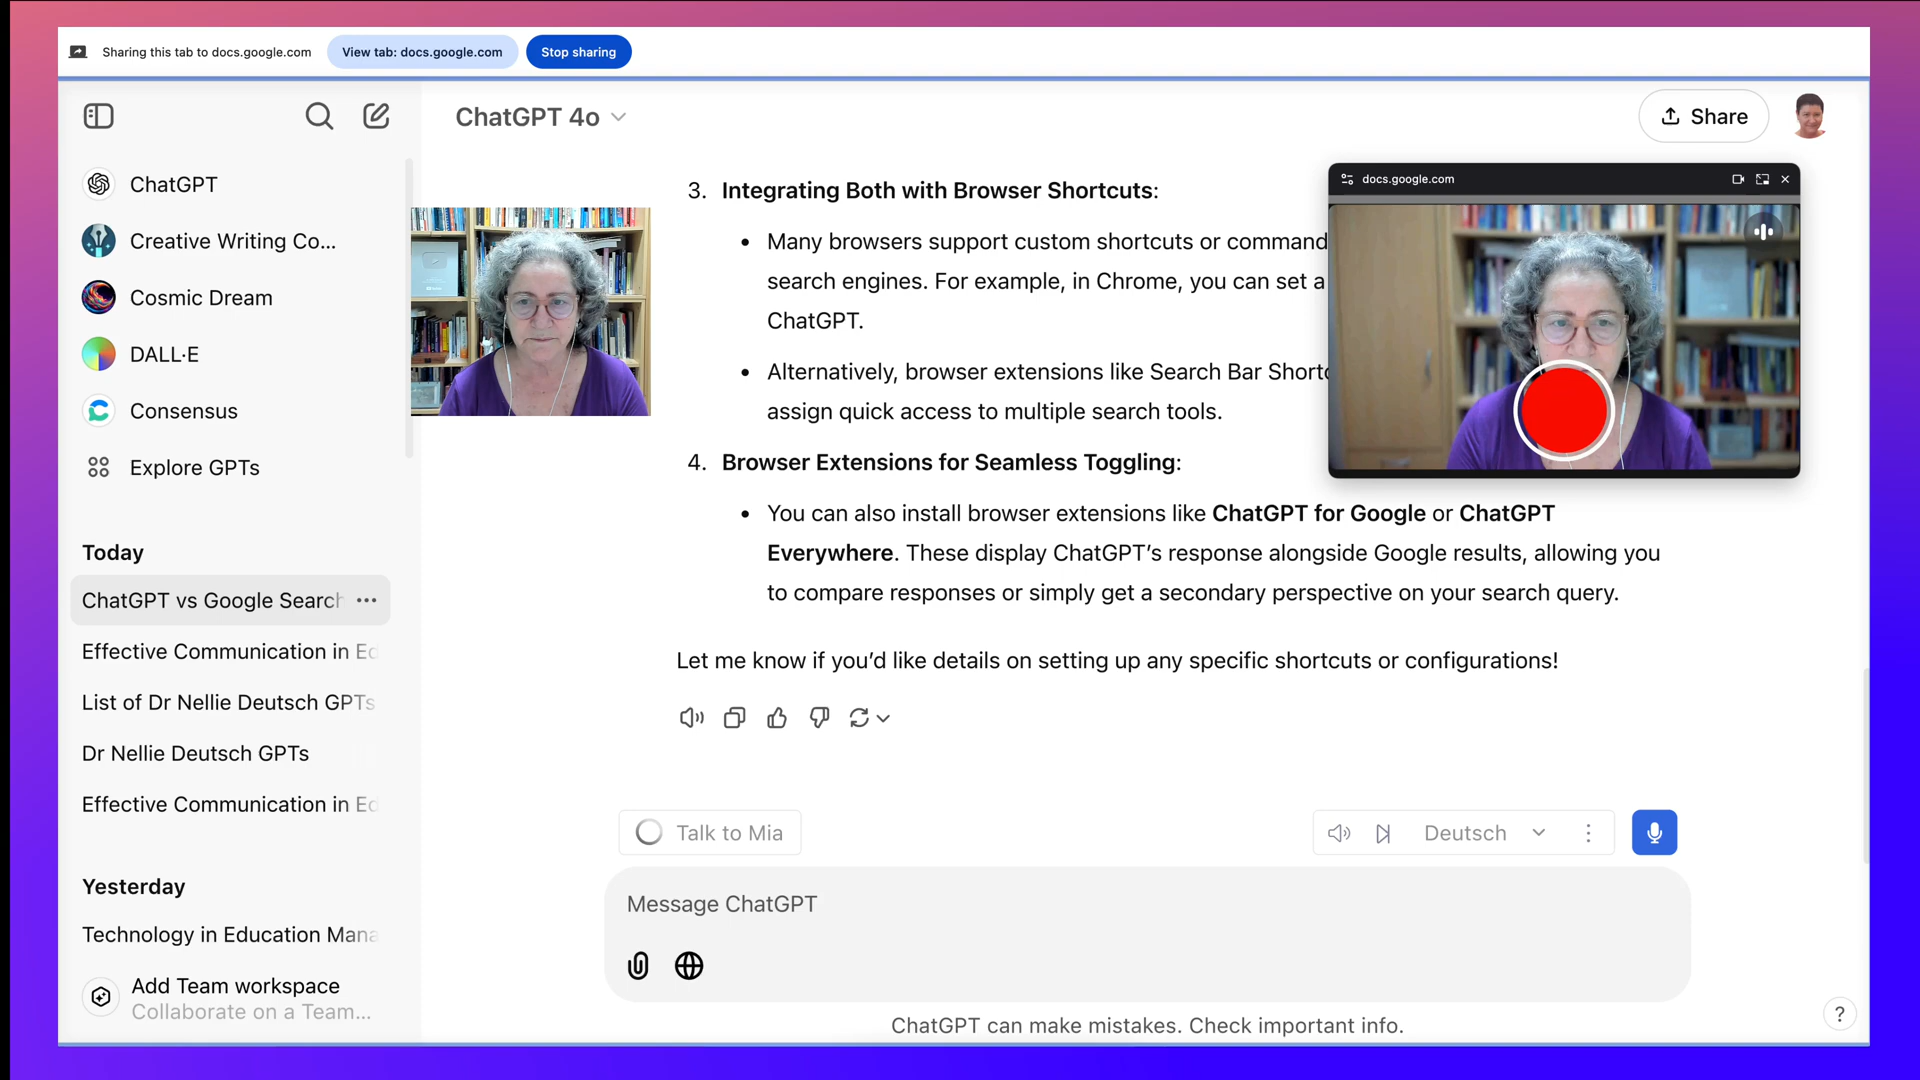 Sharing this tab to docs.google.com
View tab: docs.google.com
Stop sharing
ChatGPT 4o
Share
ChatGPT
Creative Writing Co...
Cosmic Dream
DALL·E
Consensus
Explore GPTs
Today
ChatGPT vs Google Search
Effective Communication in Ed
List of Dr Nellie Deutsch GPTs
Dr Nellie Deutsch GPTs
Effective Communication in Ed
Yesterday
Technology in Education Mana
Add Team workspace
Collaborate on a Team...
3. Integrating Both with Browser Shortcuts:
• Many browsers support custom shortcuts or command
search engines. For example, in Chrome, you can set a
ChatGPT.
• Alternatively, browser extensions like Search Bar Shortc
assign quick access to multiple search tools.
4. Browser Extensions for Seamless Toggling:
• You can also install browser extensions like ChatGPT for Google or ChatGPT
Everywhere. These display ChatGPT’s response alongside Google results, allowing you
to compare responses or simply get a secondary perspective on your search query.
Let me know if you’d like details on setting up any specific shortcuts or configurations!
docs.google.com
Talk to Mia
Deutsch
Message ChatGPT
ChatGPT can make mistakes. Check important info.
?